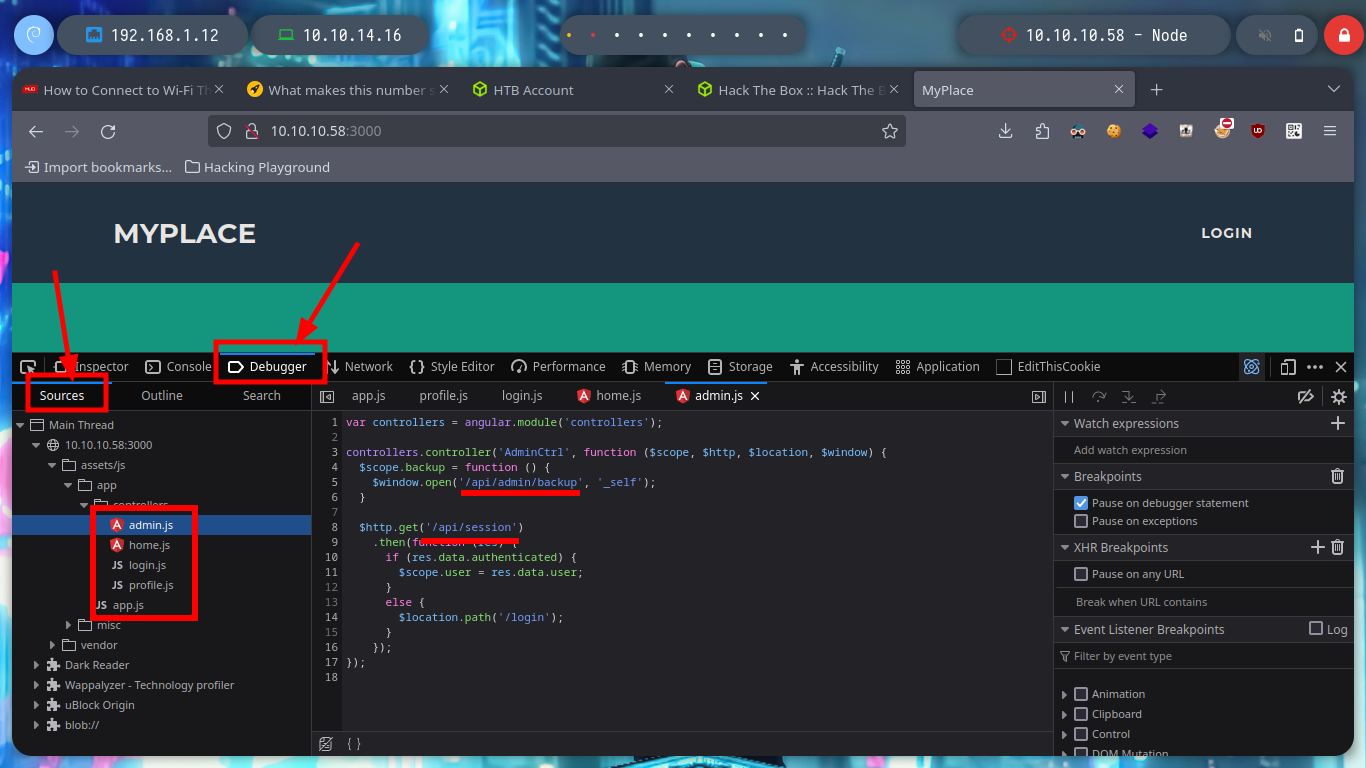 192.168.1.12
10.10.14.16
10.10.10.58 - Node
How to Connect to Wi-Fi Th
What makes this number s
HTB Account
Hack The Box :: Hack The B
MyPlace
10.10.10.58:3000
Import bookmarks...
Hacking Playground
MYPLACE
LOGIN
Inspector
Console
Debugger
Network
Style Editor
Performance
Memory
Storage
Accessibility
Application
EditThisCookie
Sources
Outline
Search
app.js
profile.js
login.js
home.js
admin.js
Main Thread
10.10.10.58:3000
assets/js
app
controllers
admin.js
home.js
login.js
profile.js
app.js
misc
vendor
Dark Reader
Wappalyzer - Technology profiler
uBlock Origin
blob://
1 var controllers = angular.module('controllers');
2
3 controllers.controller('AdminCtrl', function ($scope, $http, $location, $window) {
4 $scope.backup = function () {
5 $window.open('/api/admin/backup', '_self');
6 }
7
8 $http.get('/api/session')
9 .then(function (res) {
10 if (res.data.authenticated) {
11 $scope.user = res.data.user;
12 }
13 else {
14 $location.path('/login');
15 }
16 });
17 });
18
{ }
Watch expressions
Add watch expression
Breakpoints
Pause on debugger statement
Pause on exceptions
XHR Breakpoints
Pause on any URL
Break when URL contains
Event Listener Breakpoints
Log
Filter by event type
Animation
Clipboard
Control
DOM Mutation